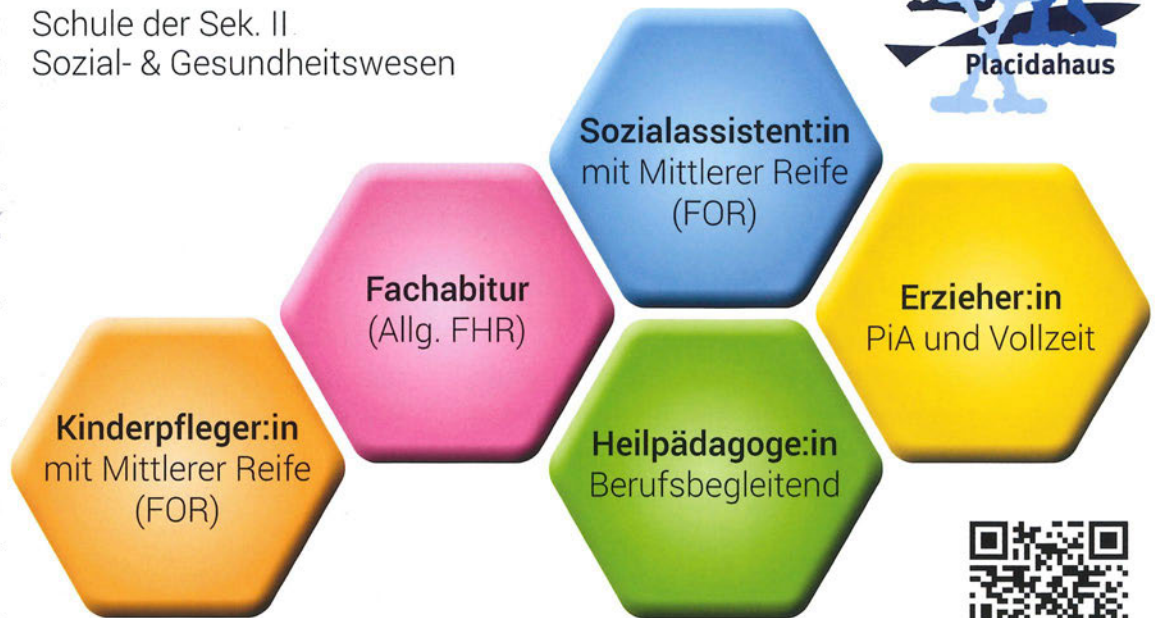 Schule der Sek. II
Sozial- & Gesundheitswesen
Placidahaus
Sozialassistent:in
mit Mittlerer Reife
(FOR)
Fachabitur
(Allg. FHR)
Erzieher:in
PiA und Vollzeit
Kinderpfleger:in
mit Mittlerer Reife
(FOR)
Heilpädagoge:in
Berufsbegleitend